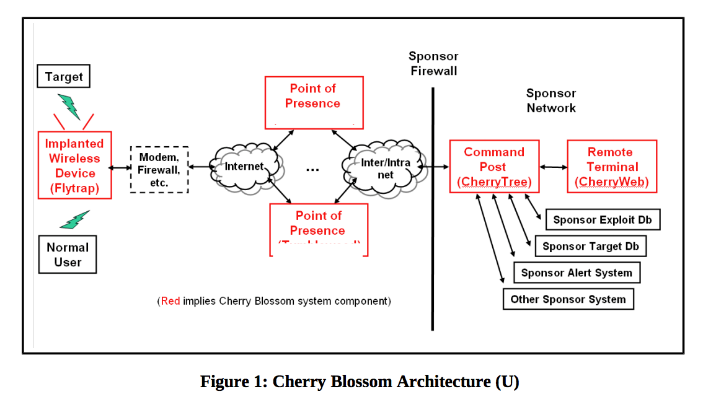 Sponsor
Firewall
Target
Point of
Presence
Sponsor
Network
Implanted
Wireless
Device
(Flytrap)
Modem,
Firewall,
etc.
Internet
...
Inter/Intra
net
Command
Post
(CherryTree)
Remote
Terminal
(CherryWeb)
Point of
Presence
Normal
User
Sponsor Exploit Db
Sponsor Target Db
Sponsor Alert System
Other Sponsor System
(Red implies Cherry Blossom system component)
Figure 1: Cherry Blossom Architecture (U)